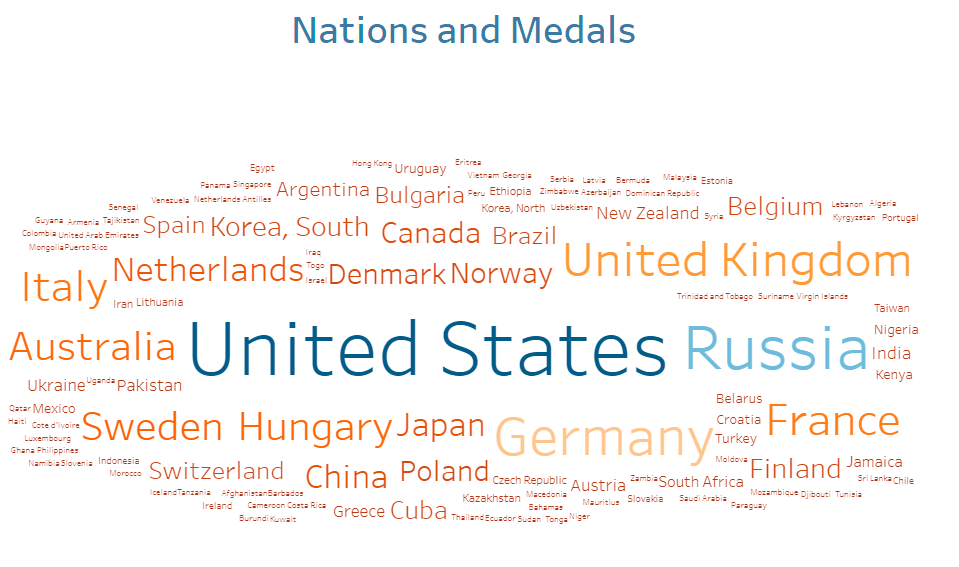 Nations and Medals
Egypt Hong Kong Uruguay Eritrea
Vietnam Georgia Serbia Latvia Bermuda Malaysia Estonia
Panama Singapore Argentina Bulgaria Peru Ethiopia Zimbabwe Azerbaijan Dominican Republic
Venezuela Netherlands Antilles
Senegal Korea, North Uzbekistan New Zealand Syria Belgium Lebanon Algeria
Guyana Armenia Tajikistan Spain Korea, South Canada Brazil Kyrgyzstan Portugal
Colombia United Arab Emirates
Mongolia Puerto Rico Iraq
Italy Netherlands Togo Denmark Norway United Kingdom
Israel
Iran Lithuania Trinidad and Tobago Suriname Virgin Islands
Taiwan
Australia United States Russia Nigeria
India
Ukraine Uganda Pakistan Kenya
Qatar Mexico Belarus
Haiti Cote d'Ivoire Sweden Hungary Japan Germany Croatia France
Luxembourg Turkey
Ghana Philippines
Namibia Slovenia Indonesia Switzerland China Poland Moldova Finland Jamaica
Morocco Czech Republic Austria Zambia South Africa Sri Lanka Chile
Iceland Tanzania Afghanistan Barbados Kazakhstan Macedonia Slovakia Saudi Arabia Mozambique Djibouti Tunisia
Ireland Cameroon Costa Rica Greece Cuba Bahamas Mauritius Paraguay
Burundi Kuwait Thailand Ecuador Sudan Tonga Niger